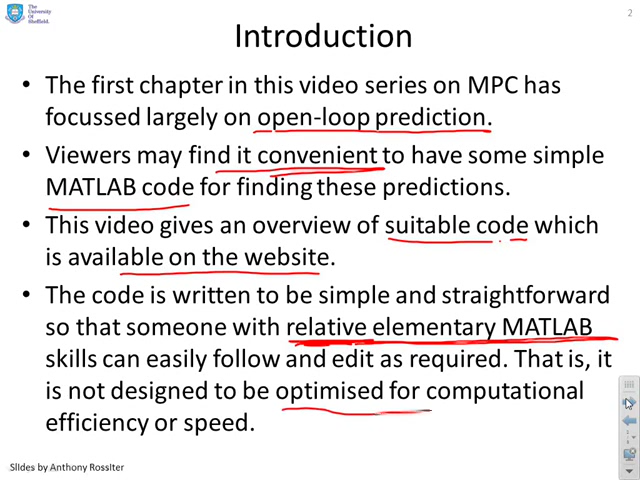 The
University
Of
Sheffield.
2
Introduction
• The first chapter in this video series on MPC has
focussed largely on open-loop prediction.
• Viewers may find it convenient to have some simple
MATLAB code for finding these predictions.
• This video gives an overview of suitable code which
is available on the website.
• The code is written to be simple and straightforward
so that someone with relative elementary MATLAB
skills can easily follow and edit as required. That is, it
is not designed to be optimised for computational
efficiency or speed.
Slides by Anthony Rossiter